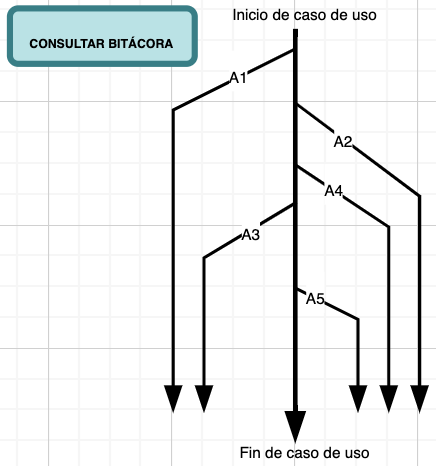 Inicio de caso de uso
CONSULTAR BITÁCORA
A1
A2
A4
A3
A5
Fin de caso de uso